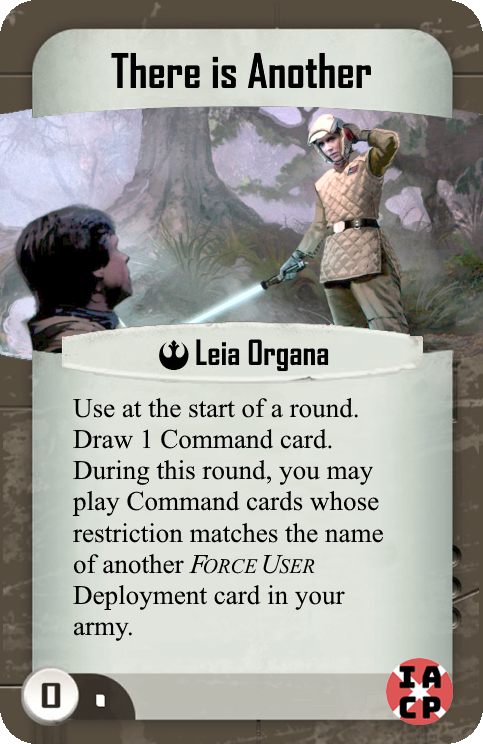 There is Another
Leia Organa
Use at the start of a round.
Draw 1 Command card.
During this round, you may
play Command cards whose
restriction matches the name
of another FORCE USER
Deployment card in your
army.
0
IA
CP